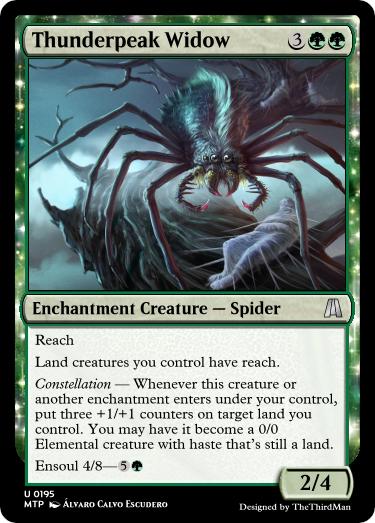 Thunderpeak Widow 3
Enchantment Creature — Spider
Reach
Land creatures you control have reach.
Constellation — Whenever this creature or
another enchantment enters under your control,
put three +1/+1 counters on target land you
control. You may have it become a 0/0
Elemental creature with haste that's still a land.
Ensoul 4/8—5
2/4
U 0195
MTP Álvaro Calvo Escudero
Designed by TheThirdMan